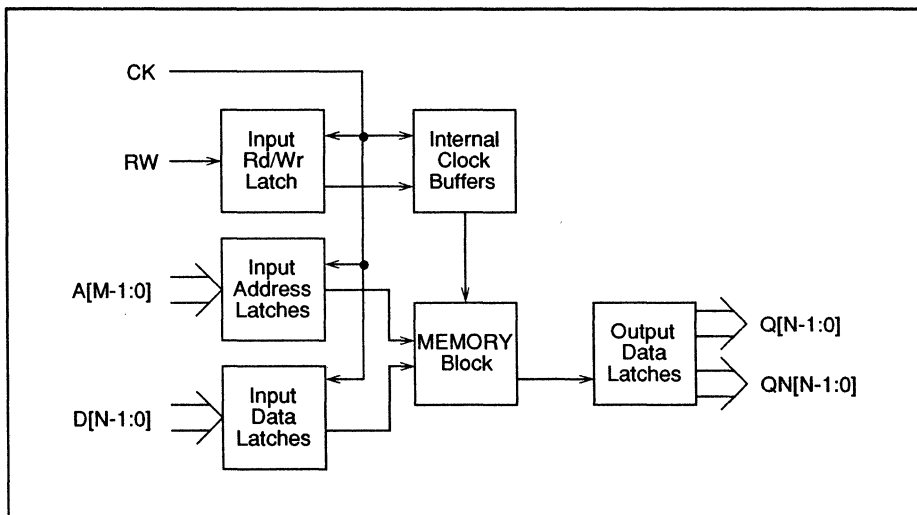 CK
RW
Input
Rd/Wr
Latch
Internal
Clock
Buffers
A[M-1:0]
Input
Address
Latches
MEMORY
Block
Output
Data
Latches
Q[N-1:0]
QN[N-1:0]
D[N-1:0]
Input
Data
Latches